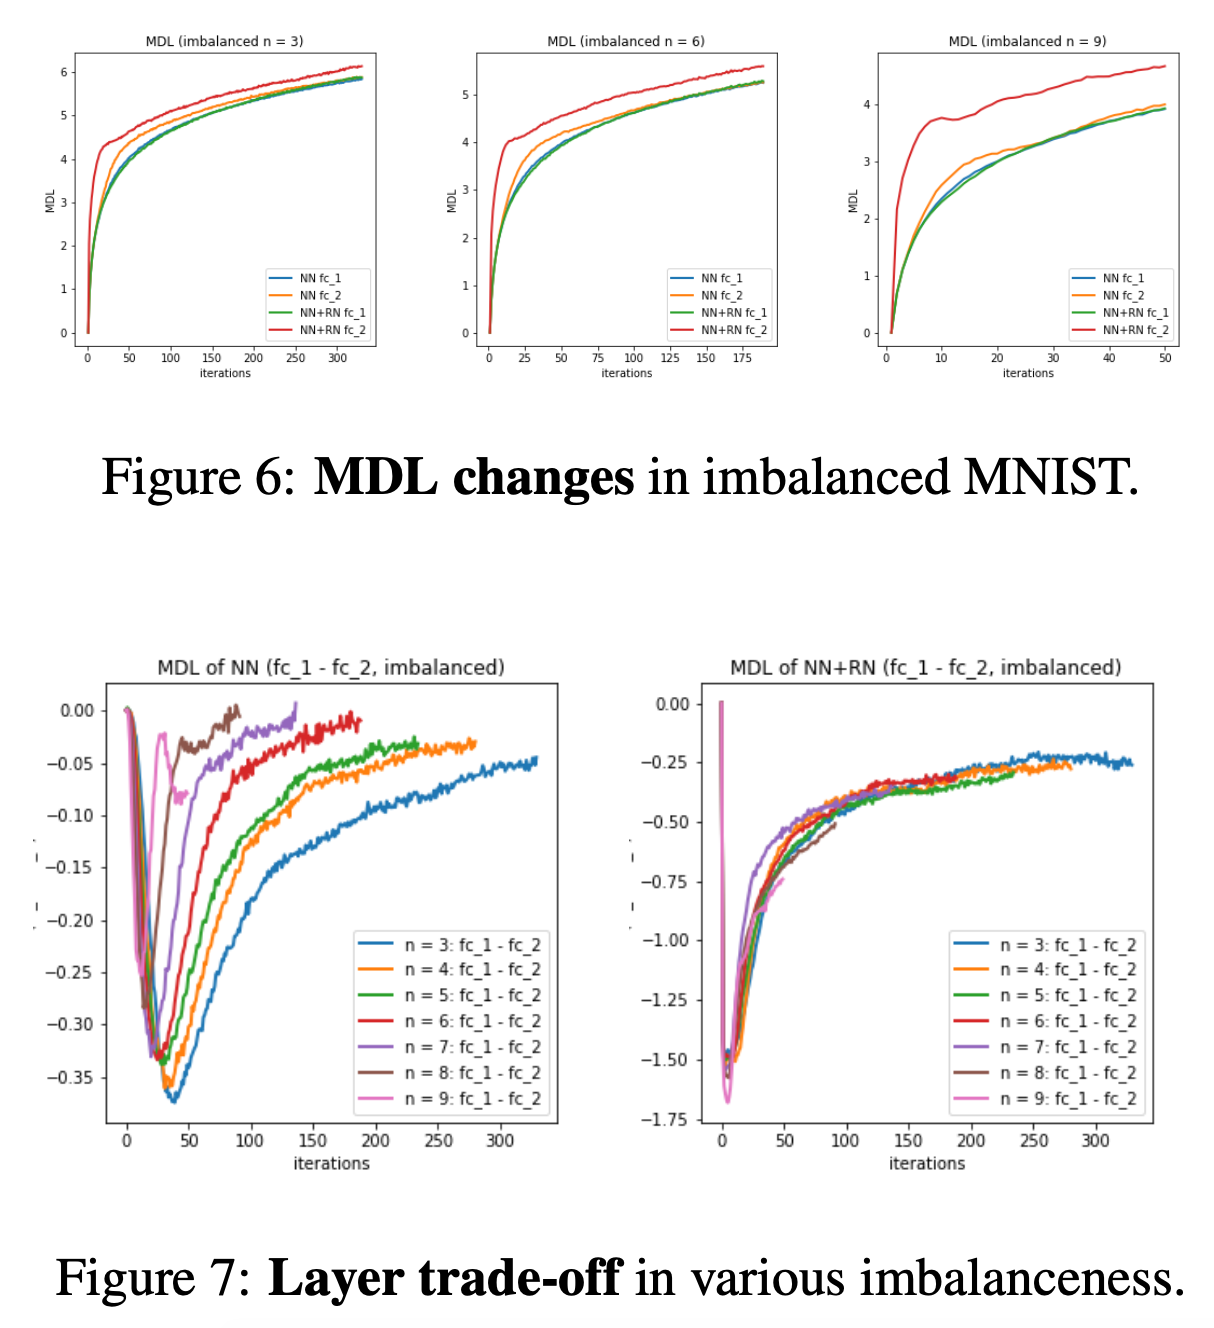 MDL (imbalanced n = 3)
MDL
6
5
4
3
2
1
0
NN fc_1
NN fc_2
NN+RN fc_1
NN+RN fc_2
0 50 100 150 200 250 300
iterations
MDL (imbalanced n = 6)
MDL
5
4
3
2
1
0
NN fc_1
NN fc_2
NN+RN fc_1
NN+RN fc_2
0 25 50 75 100 125 150 175
iterations
MDL (imbalanced n = 9)
MDL
4
3
2
1
0
NN fc_1
NN fc_2
NN+RN fc_1
NN+RN fc_2
0 10 20 30 40 50
iterations
Figure 6: MDL changes in imbalanced MNIST.
MDL of NN (fc_1 - fc_2, imbalanced)
0.00
−0.05
−0.10
−0.15
−0.20
−0.25
−0.30
−0.35
n = 3: fc_1 - fc_2
n = 4: fc_1 - fc_2
n = 5: fc_1 - fc_2
n = 6: fc_1 - fc_2
n = 7: fc_1 - fc_2
n = 8: fc_1 - fc_2
n = 9: fc_1 - fc_2
0 50 100 150 200 250 300
iterations
MDL of NN+RN (fc_1 - fc_2, imbalanced)
0.00
−0.25
−0.50
−0.75
−1.00
−1.25
−1.50
−1.75
n = 3: fc_1 - fc_2
n = 4: fc_1 - fc_2
n = 5: fc_1 - fc_2
n = 6: fc_1 - fc_2
n = 7: fc_1 - fc_2
n = 8: fc_1 - fc_2
n = 9: fc_1 - fc_2
0 50 100 150 200 250 300
iterations
Figure 7: Layer trade-off in various imbalanceness.